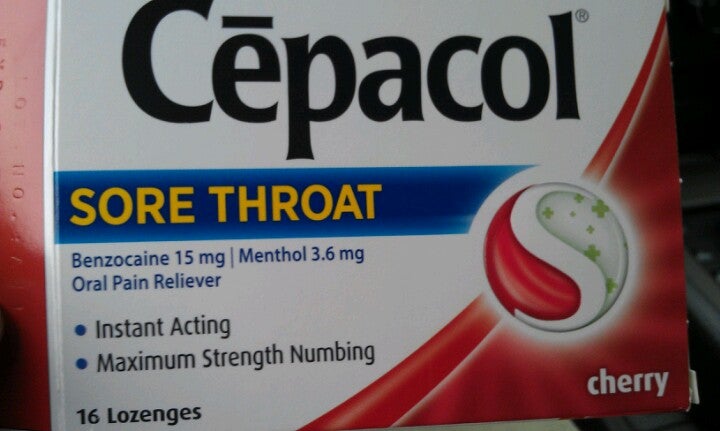 Cēpacol®
SORE THROAT
Benzocaine 15 mg | Menthol 3.6 mg
Oral Pain Reliever
• Instant Acting
• Maximum Strength Numbing
16 Lozenges
cherry